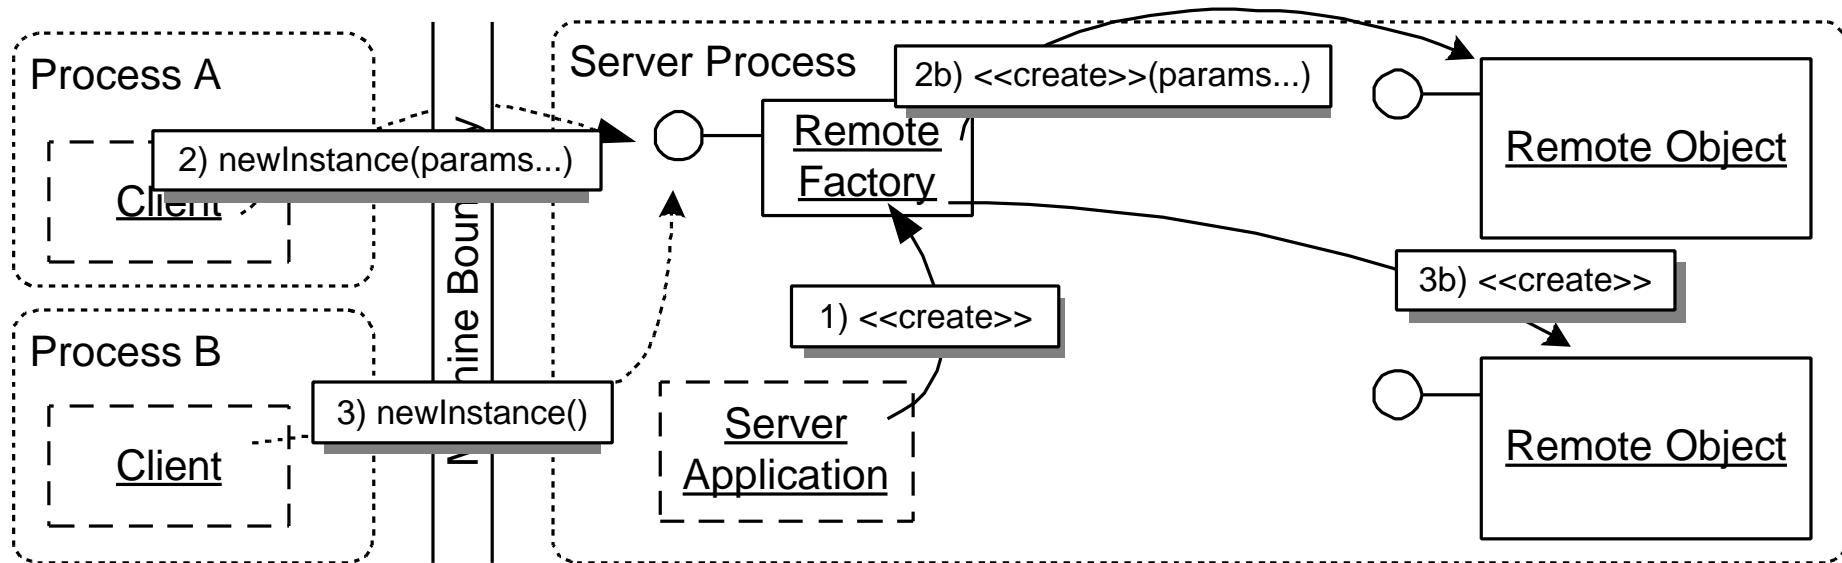 Process A
Client
2) newInstance(params...)
Process B
Client
3) newInstance()
Server Process
2b) <<create>>(params...)
Remote
Factory
1) <<create>>
Server
Application
Remote Object
3b) <<create>>
Remote Object